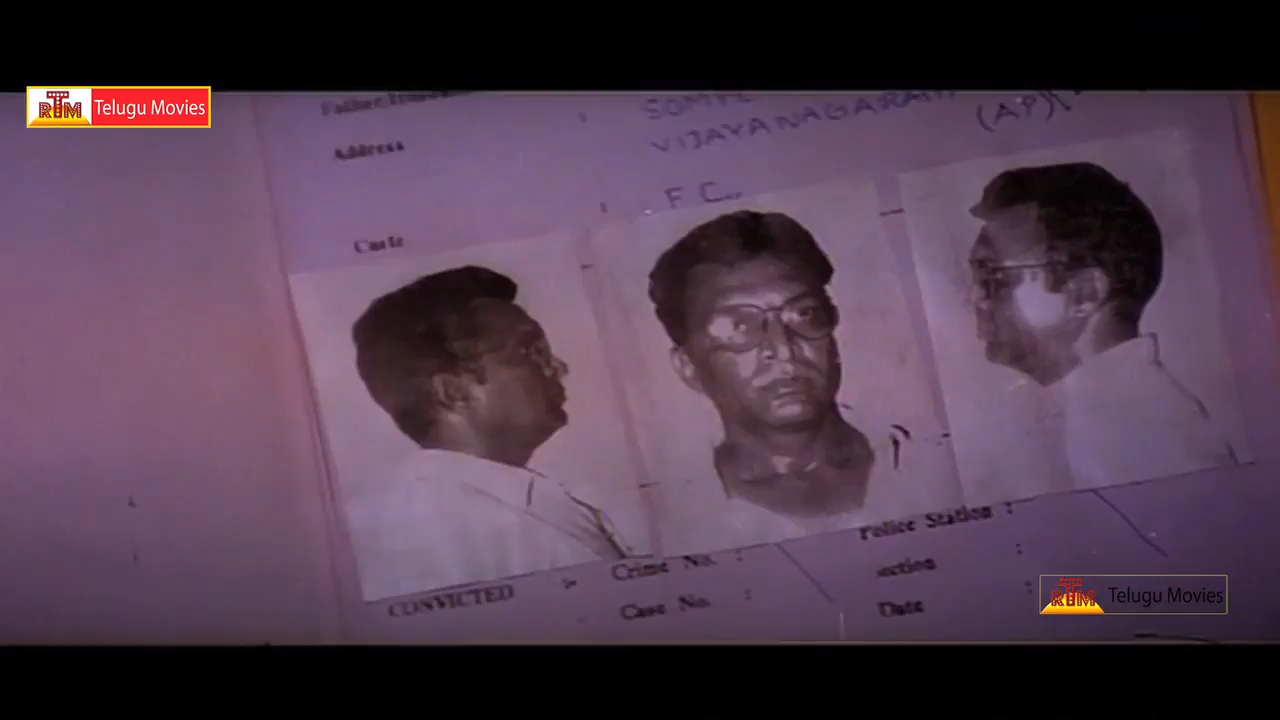 RTM Telugu Movies
Address : VIJAYANAGARAM (AP)
Caste : F C..
CONVICTED :- Crime No. : Police Station :
Case No. : Date :
RTM Telugu Movies